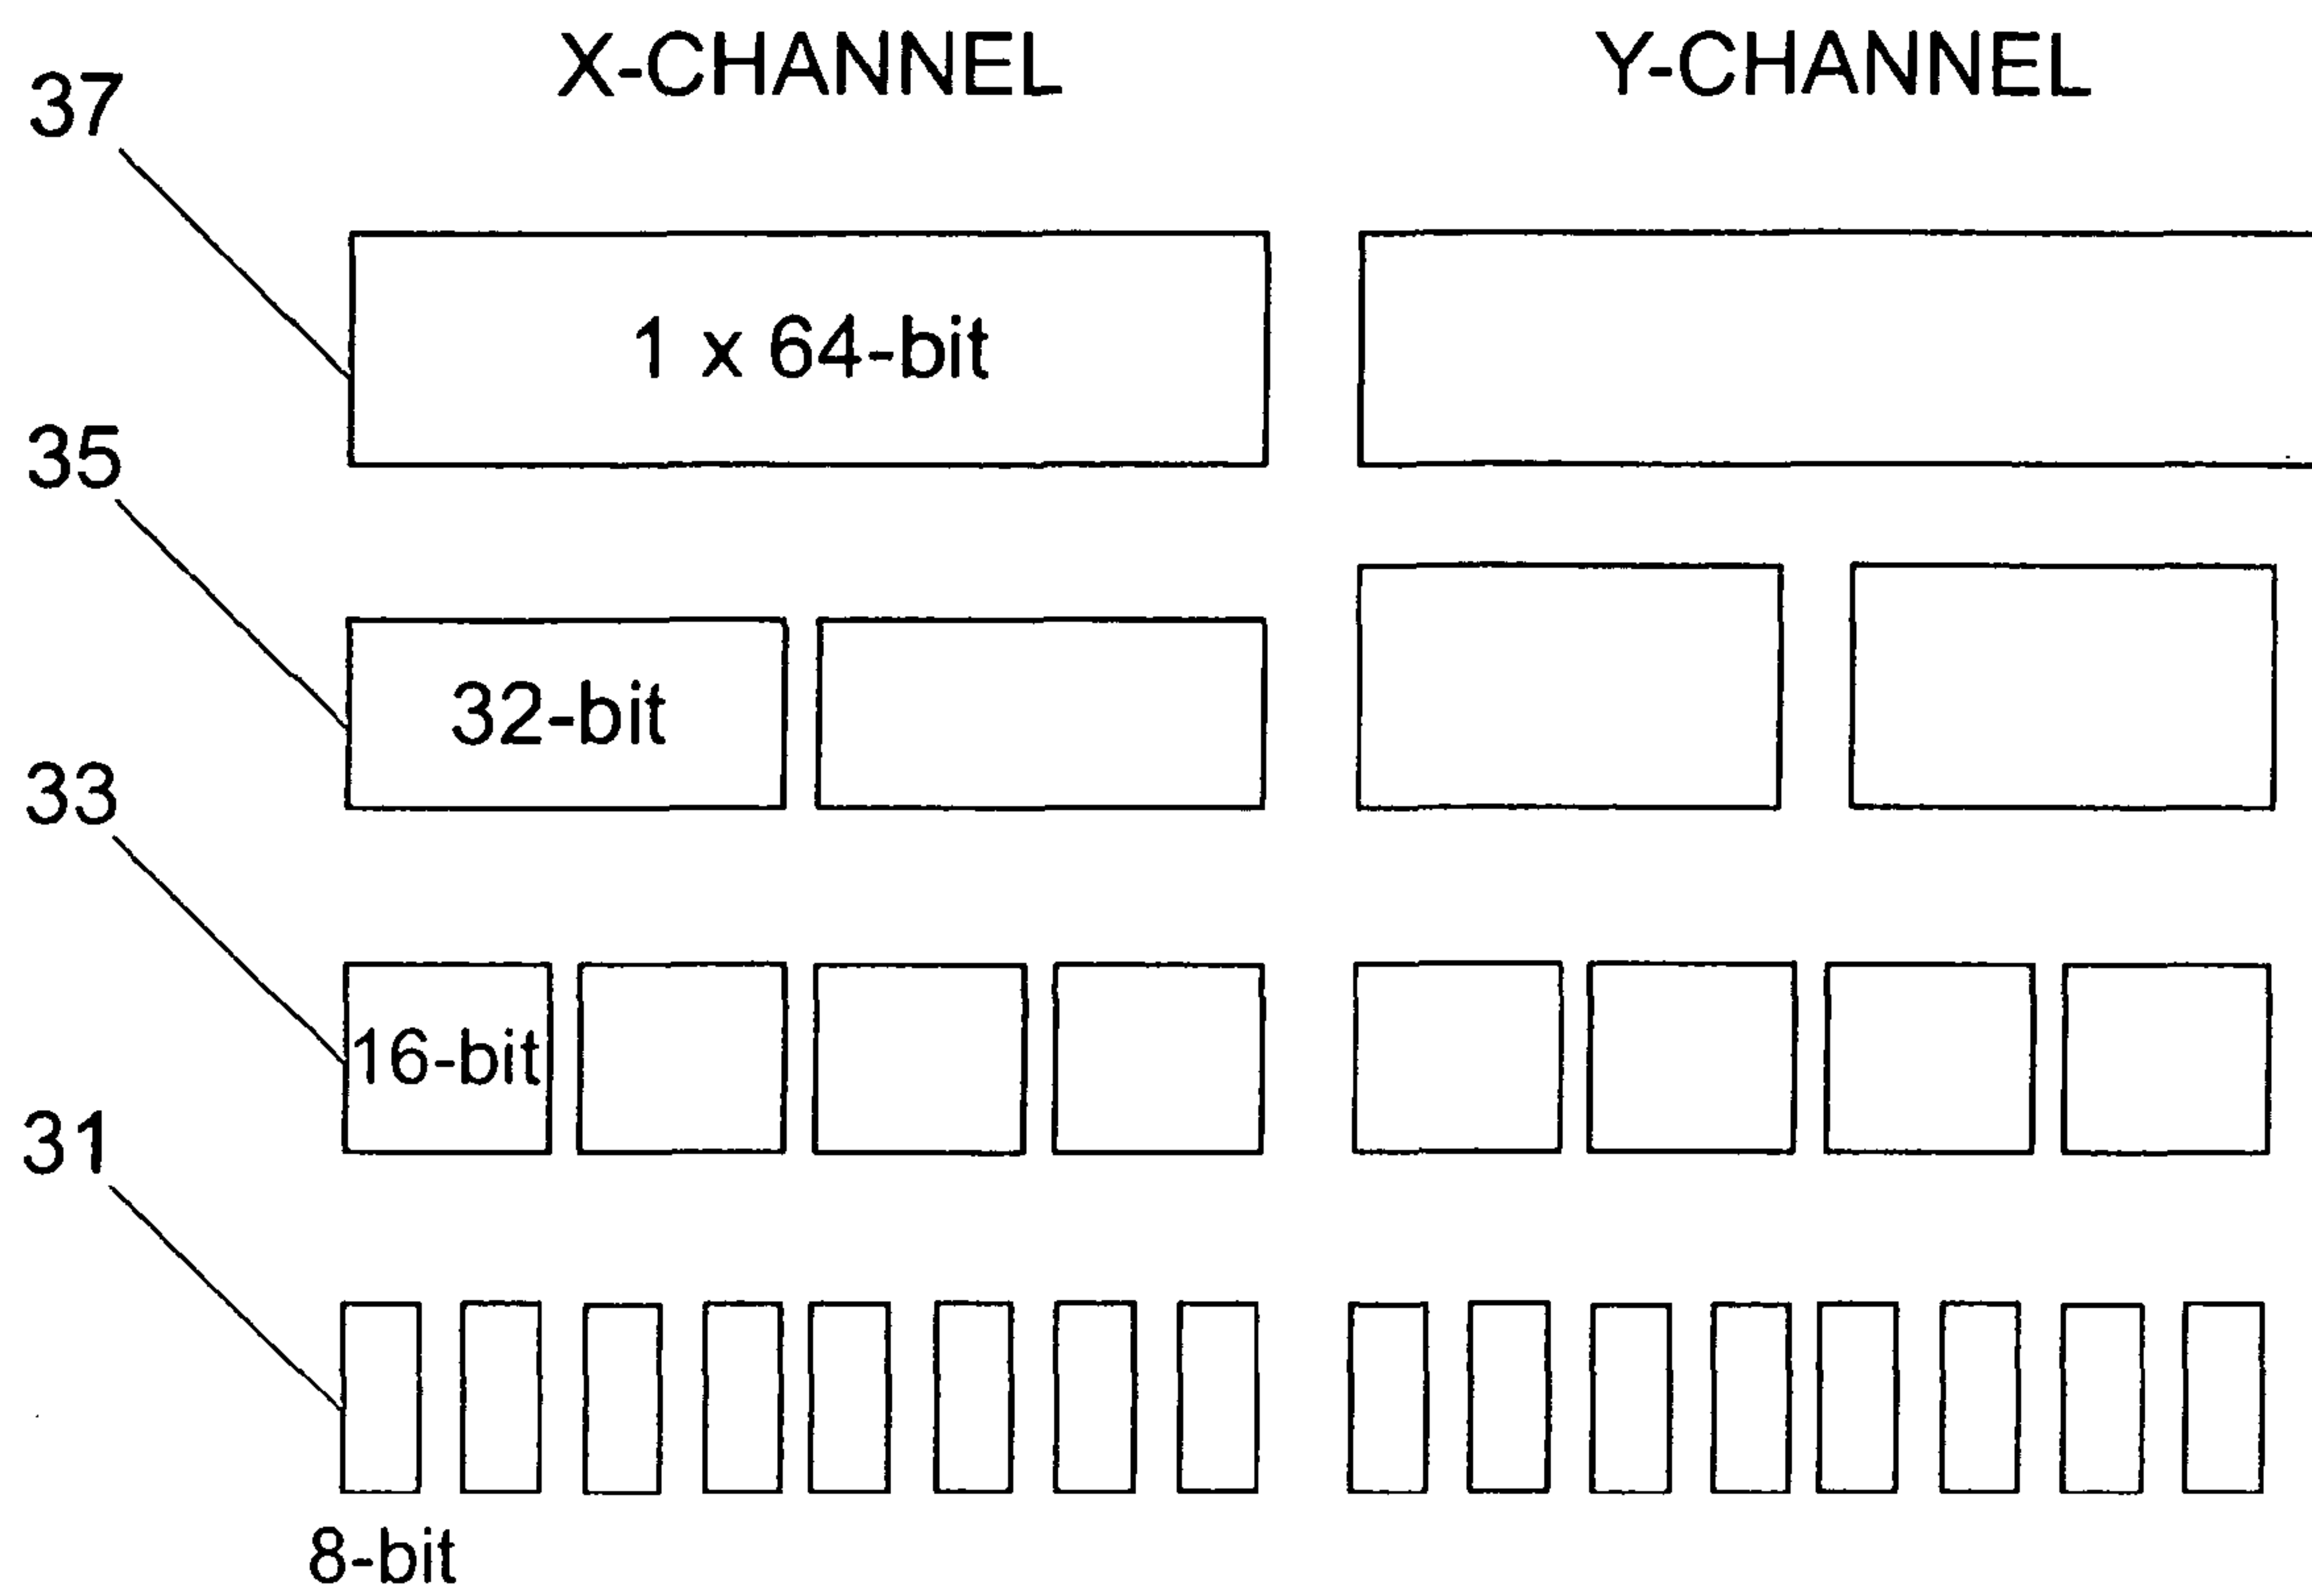 X-CHANNEL Y-CHANNEL
37
1 x 64-bit
35
32-bit
33
16-bit
31
8-bit